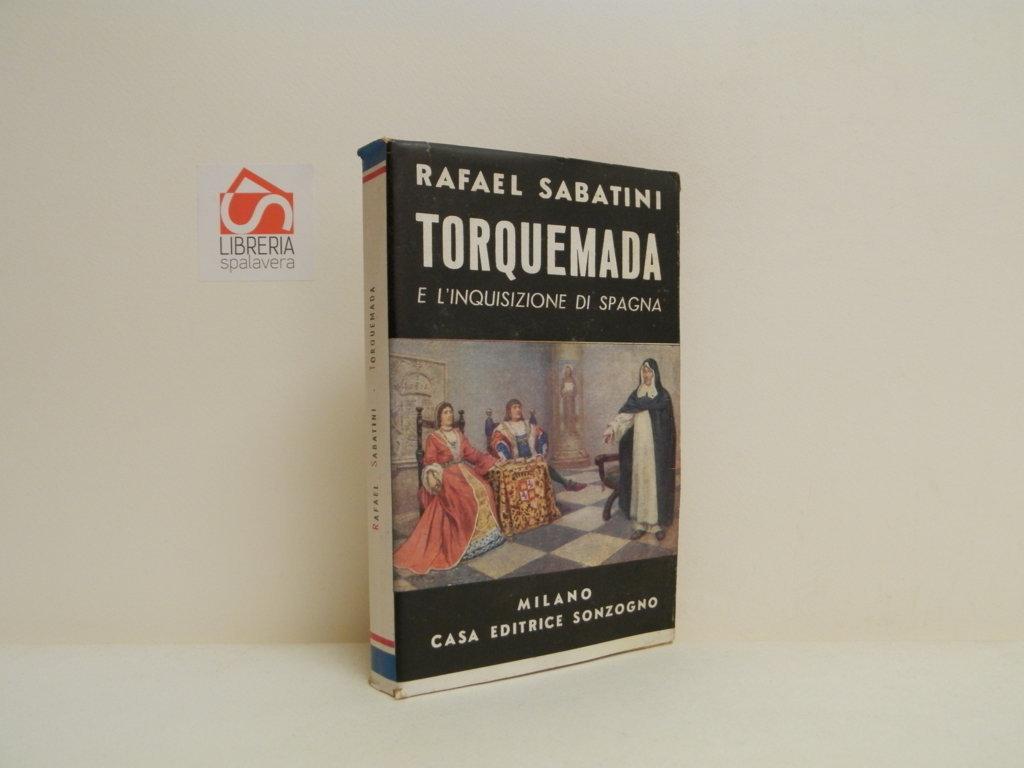 LIBRERIA
spalavera
RAFAEL SABATINI - TORQUEMADA
RAFAEL SABATINI
TORQUEMADA
E L'INQUISIZIONE DI SPAGNA
MILANO
CASA EDITRICE SONZOGNO